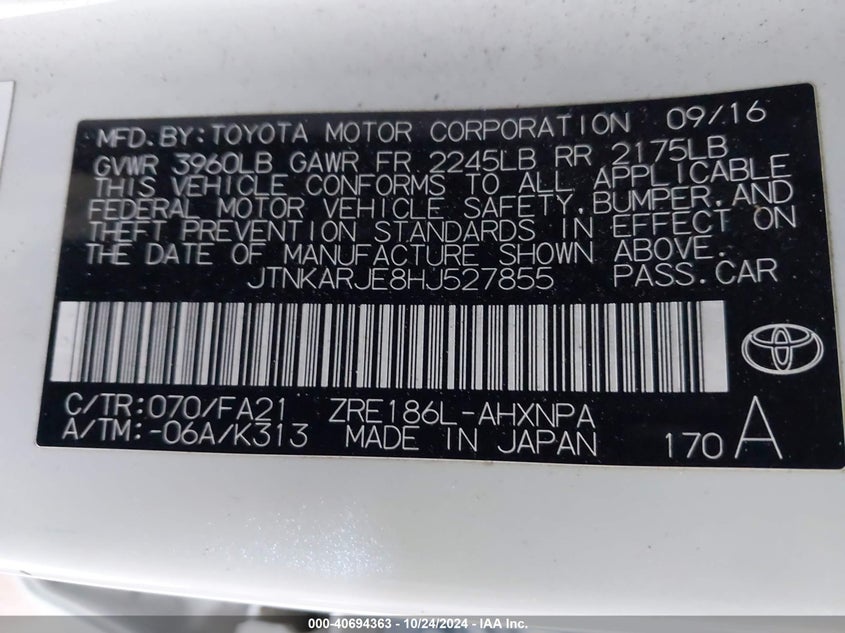 MFD.BY:TOYOTA MOTOR CORPORATION 09/16
GVWR 3960LB GAWR FR 2245LB RR 2175LB
THIS VEHICLE CONFORMS TO ALL APPLICABLE
FEDERAL MOTOR VEHICLE SAFETY,BUMPER,AND
THEFT PREVENTION STANDARDS IN EFFECT ON
THE DATE OF MANUFACTURE SHOWN ABOVE.
JTNKARJE8HJ527855 PASS.CAR
C/TR:070/FA21 ZRE186L-AHXNPA
A/TM:-06A/K313 MADE IN JAPAN 170 A
000-40694363 - 10/24/2024 - IAA Inc.